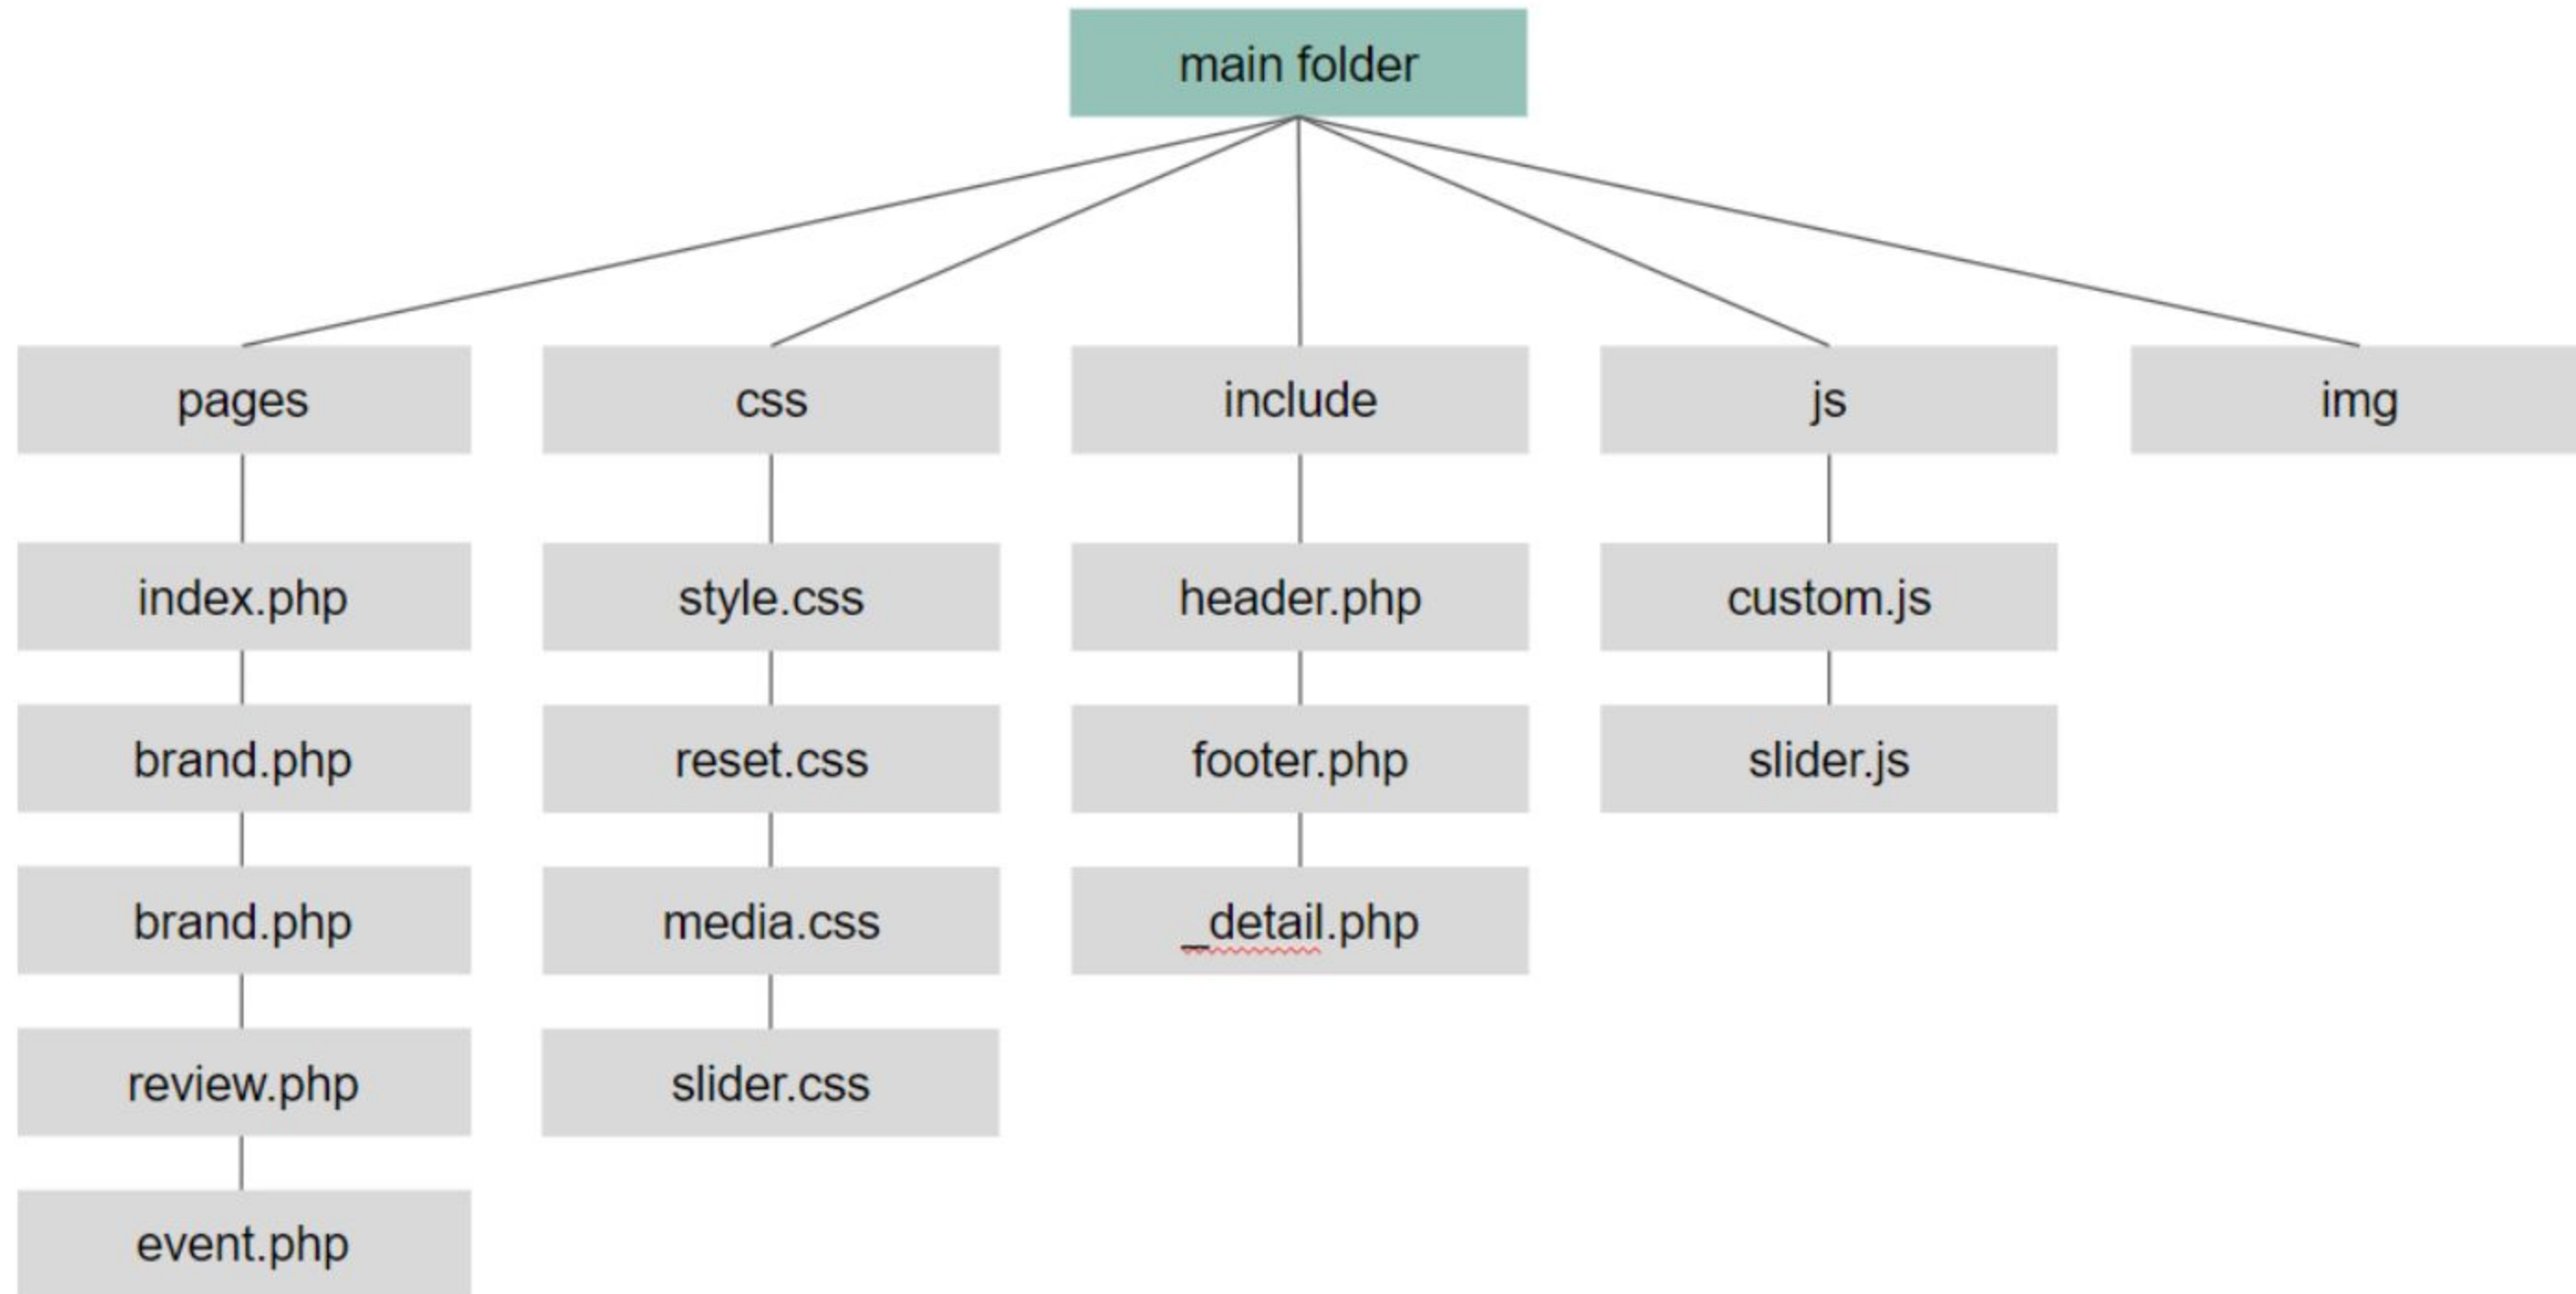 main folder
pages
css
include
js
img
index.php
style.css
header.php
custom.js
brand.php
reset.css
footer.php
slider.js
brand.php
media.css
_detail.php
review.php
slider.css
event.php